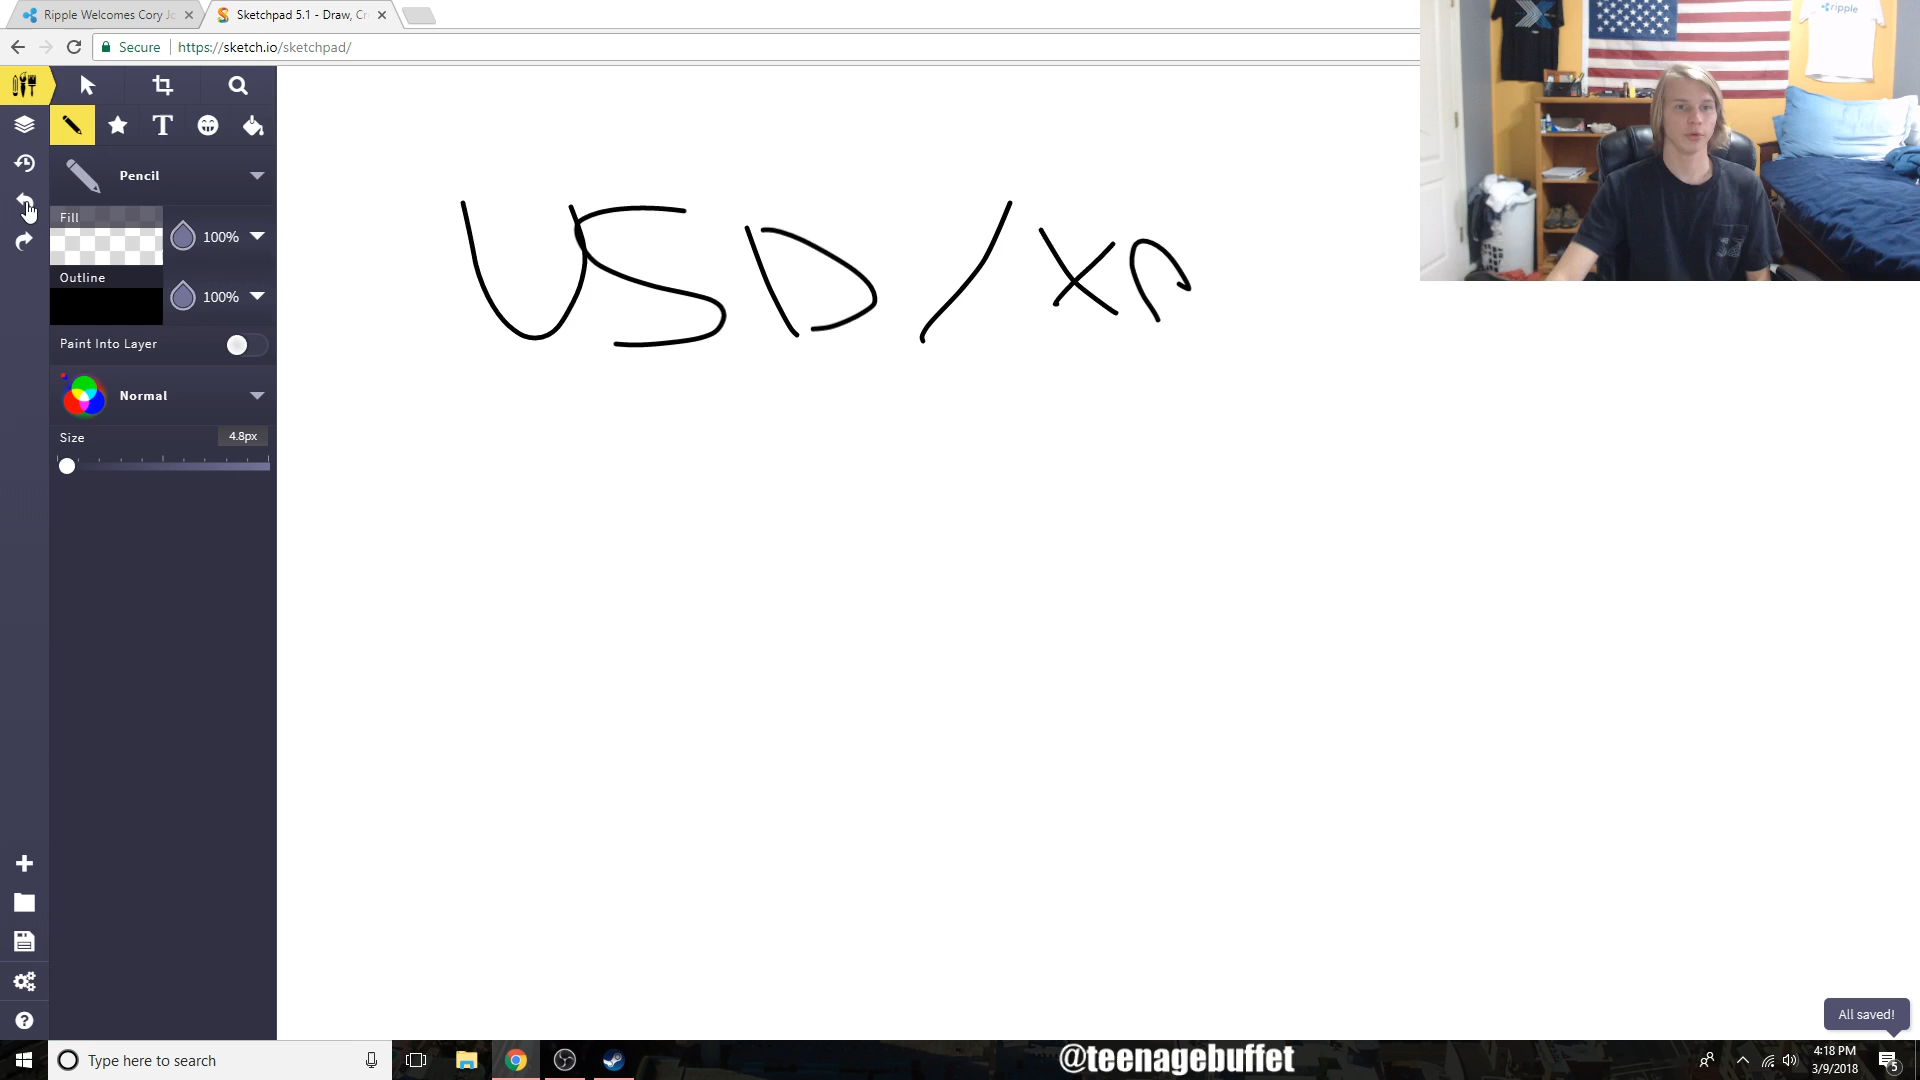 Ripple Welcomes Cory Jo
Sketchpad 5.1 - Draw, Cr
Secure
https://sketch.io/sketchpad/
ripple
T
Pencil
Fill
100%
Outline
100%
Paint Into Layer
Normal
Size
4.8px
USD/X
All saved!
Type here to search
@teenagebuffet
4:18 PM
3/9/2018
5